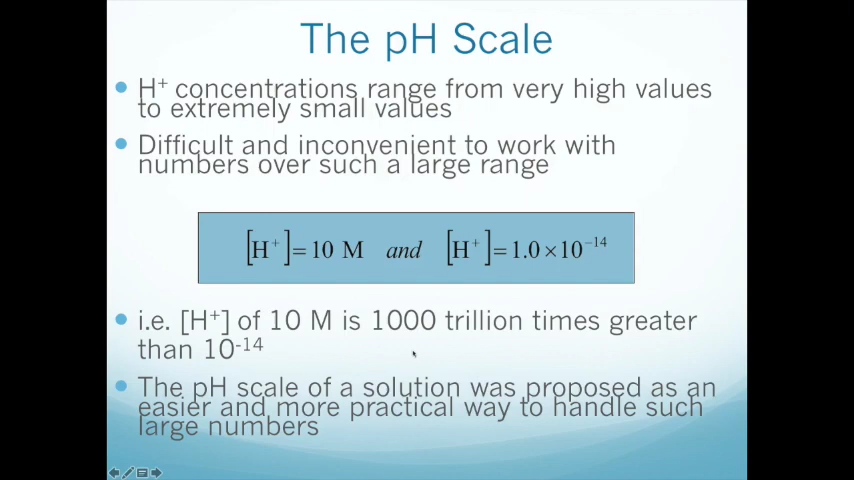 The pH Scale
H⁺ concentrations range from very high values
to extremely small values
Difficult and inconvenient to work with
numbers over such a large range
[H⁺] = 10 M and [H⁺] = 1.0 × 10⁻¹⁴
i.e. [H⁺] of 10 M is 1000 trillion times greater
than 10⁻¹⁴
The pH scale of a solution was proposed as an
easier and more practical way to handle such
large numbers